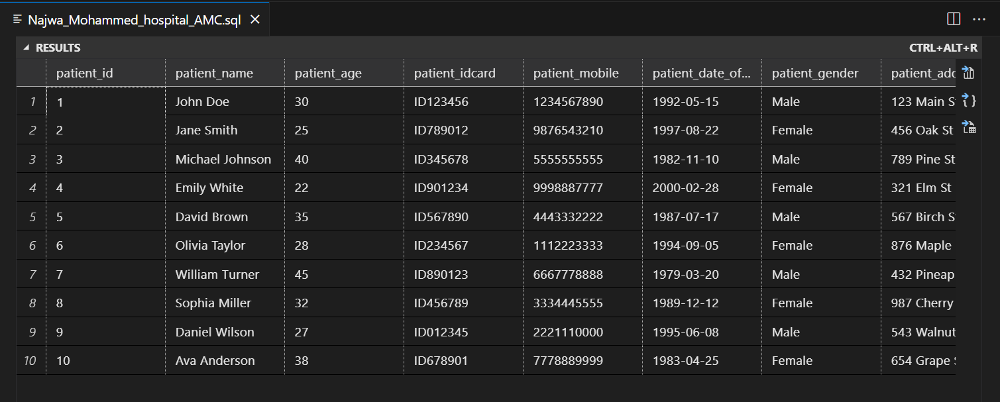 Najwa_Mohammed_hospital_AMC.sql
RESULTS CTRL+ALT+R
patient_id patient_name patient_age patient_idcard patient_mobile patient_date_of... patient_gender patient_add
1 1 John Doe 30 ID123456 1234567890 1992-05-15 Male 123 Main S
2 2 Jane Smith 25 ID789012 9876543210 1997-08-22 Female 456 Oak St
3 3 Michael Johnson 40 ID345678 5555555555 1982-11-10 Male 789 Pine St
4 4 Emily White 22 ID901234 9998887777 2000-02-28 Female 321 Elm St
5 5 David Brown 35 ID567890 4443332222 1987-07-17 Male 567 Birch S
6 6 Olivia Taylor 28 ID234567 1112223333 1994-09-05 Female 876 Maple
7 7 William Turner 45 ID890123 6667778888 1979-03-20 Male 432 Pineap
8 8 Sophia Miller 32 ID456789 3334445555 1989-12-12 Female 987 Cherry
9 9 Daniel Wilson 27 ID012345 2221110000 1995-06-08 Male 543 Walnut
10 10 Ava Anderson 38 ID678901 7778889999 1983-04-25 Female 654 Grape S